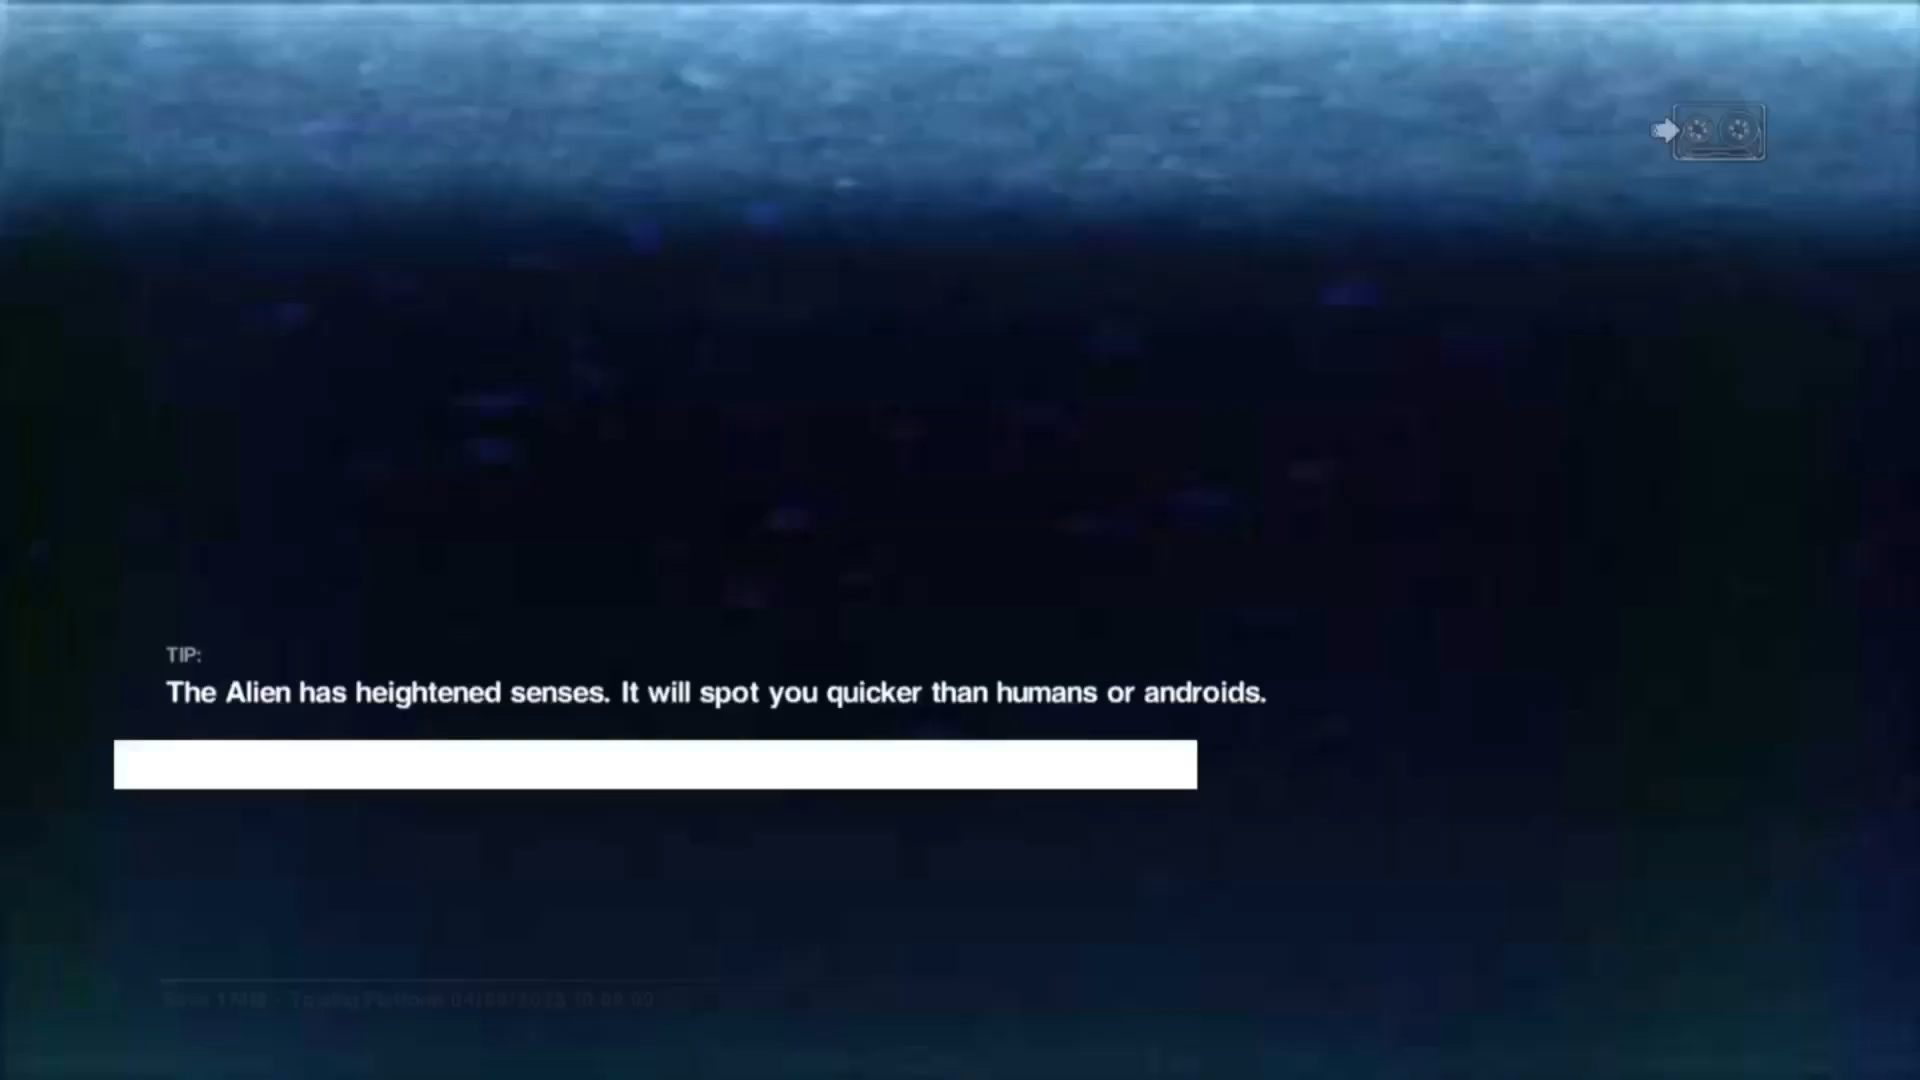 TIP:
The Alien has heightened senses. It will spot you quicker than humans or androids.